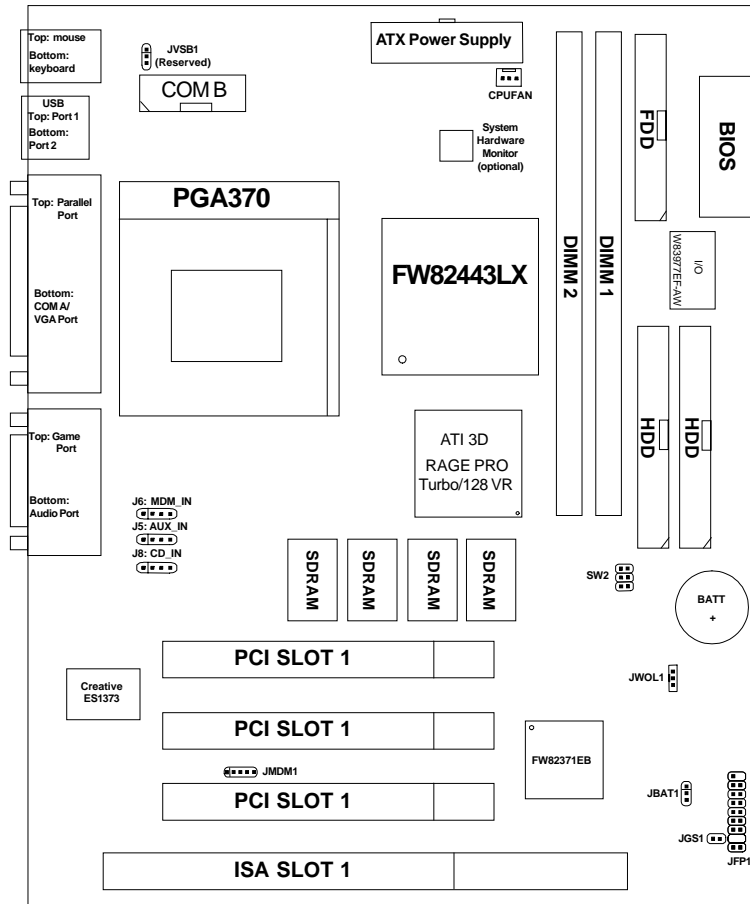 Top: mouse
Bottom:
keyboard
JVSB1
(Reserved)
COM B
ATX Power Supply
CPUFAN
USB
Top: Port 1
Bottom:
Port 2
System
Hardware
Monitor
(optional)
FDD
BIOS
Top: Parallel
Port
Bottom:
COM A/
VGA Port
PGA370
FW82443LX
DIMM 2
DIMM 1
I/O
W83977EF-AW
HDD
HDD
Top: Game
Port
Bottom:
Audio Port
ATI 3D
RAGE PRO
Turbo/128 VR
J6: MDM_IN
J5: AUX_IN
J8: CD_IN
SDRAM
SDRAM
SDRAM
SDRAM
SW2
BATT
+
PCI SLOT 1
Creative
ES1373
JWOL1
PCI SLOT 1
FW82371EB
JMDM1
PCI SLOT 1
JBAT1
JGS1
JFP1
ISA SLOT 1